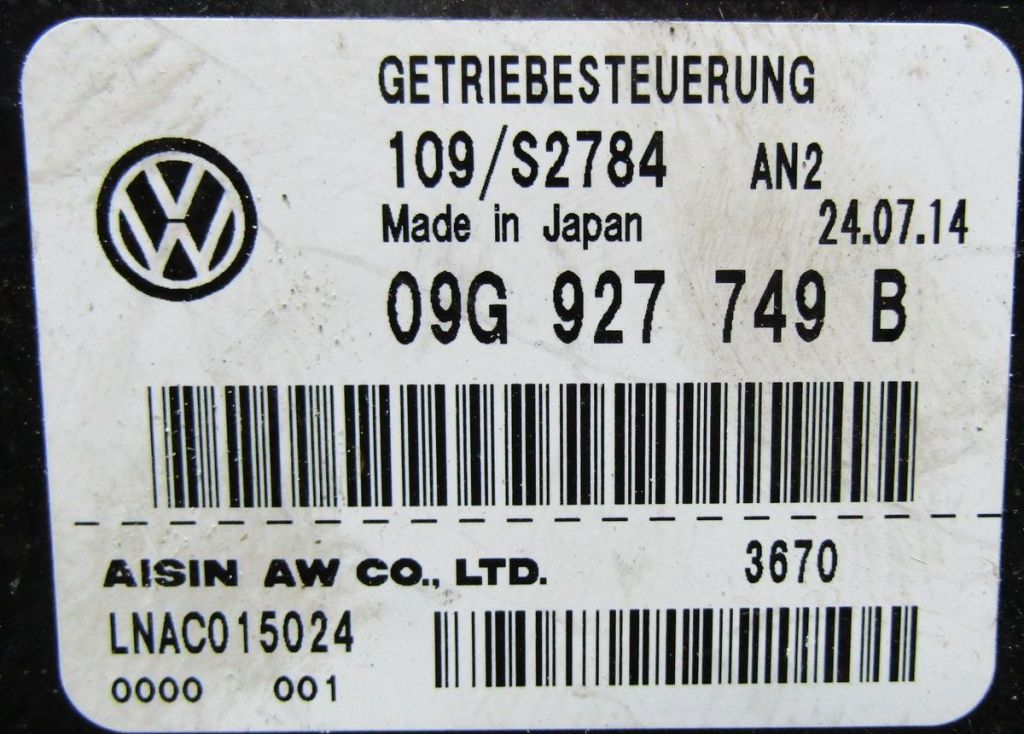 GETRIEBESTEUERUNG
109/S2784 AN2
Made in Japan 24.07.14
09G 927 749 B
AISIN AW CO., LTD. 3670
LNAC015024
0000 001